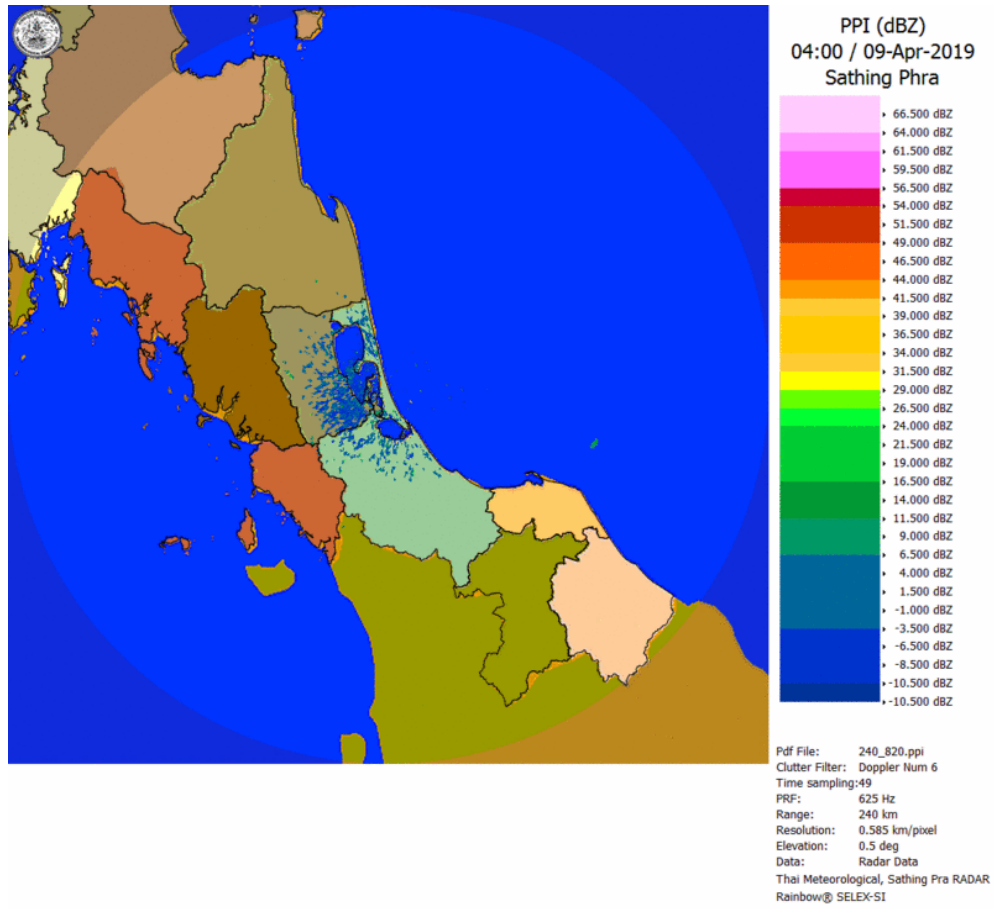 PPI (dBZ)
04:00 / 09-Apr-2019
Sathing Phra
66.500 dBZ
64.000 dBZ
61.500 dBZ
59.500 dBZ
56.500 dBZ
54.000 dBZ
51.500 dBZ
49.000 dBZ
46.500 dBZ
44.000 dBZ
41.500 dBZ
39.000 dBZ
36.500 dBZ
34.000 dBZ
31.500 dBZ
29.000 dBZ
26.500 dBZ
24.000 dBZ
21.500 dBZ
19.000 dBZ
16.500 dBZ
14.000 dBZ
11.500 dBZ
9.000 dBZ
6.500 dBZ
4.000 dBZ
1.500 dBZ
-1.000 dBZ
-3.500 dBZ
-6.500 dBZ
-8.500 dBZ
-10.500 dBZ
-10.500 dBZ
Pdf File: 240_820.ppi
Clutter Filter: Doppler Num 6
Time sampling:49
PRF: 625 Hz
Range: 240 km
Resolution: 0.585 km/pixel
Elevation: 0.5 deg
Data: Radar Data
Thai Meteorological, Sathing Pra RADAR
Rainbow® SELEX-SI